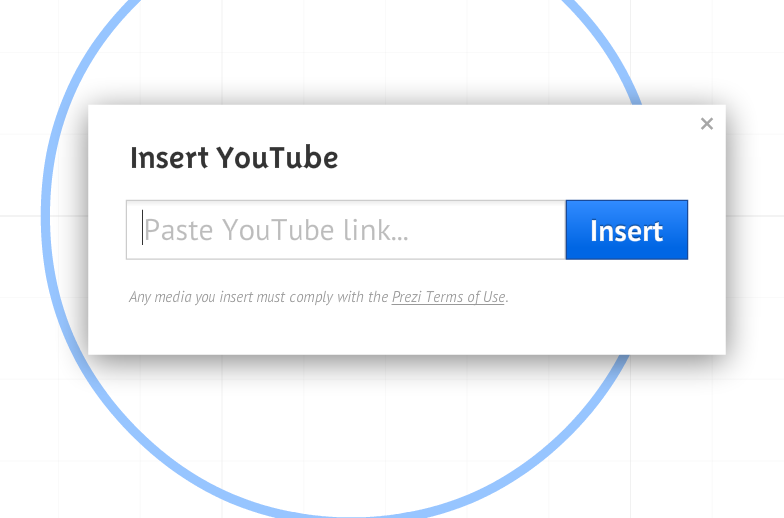 Insert YouTube
Paste YouTube link...
Insert
Any media you insert must comply with the Prezi Terms of Use.